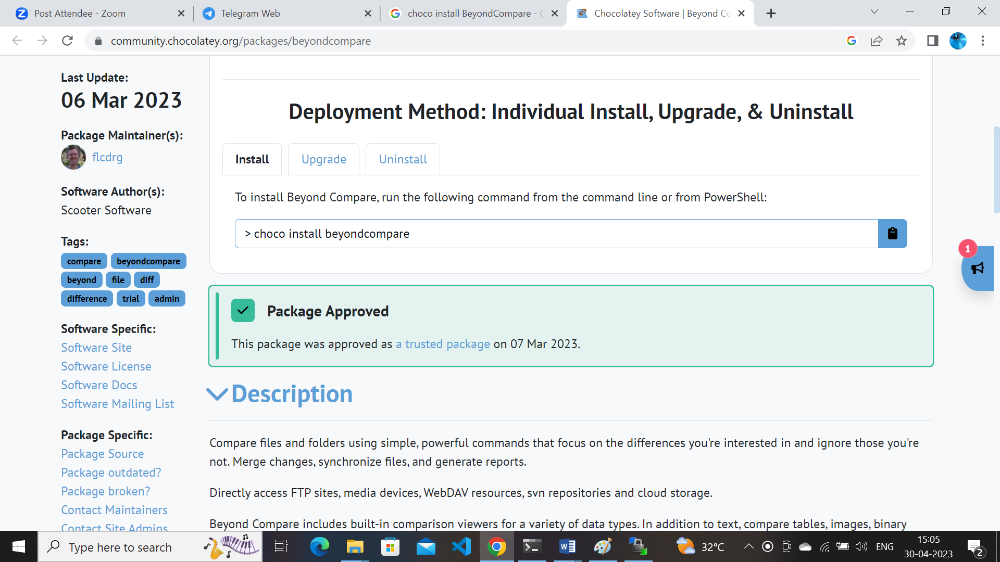 Post Attendee - Zoom
Telegram Web
choco install BeyondCompare - G
Chocolatey Software | Beyond Co
community.chocolatey.org/packages/beyondcompare
Last Update:
06 Mar 2023
Package Maintainer(s):
flcdrg
Software Author(s):
Scooter Software
Tags:
compare beyondcompare
beyond file diff
difference trial admin
Software Specific:
Software Site
Software License
Software Docs
Software Mailing List
Package Specific:
Package Source
Package outdated?
Package broken?
Contact Maintainers
Contact Site Admins
Deployment Method: Individual Install, Upgrade, & Uninstall
Install Upgrade Uninstall
To install Beyond Compare, run the following command from the command line or from PowerShell:
> choco install beyondcompare
1
Package Approved
This package was approved as a trusted package on 07 Mar 2023.
Description
Compare files and folders using simple, powerful commands that focus on the differences you're interested in and ignore those you're
not. Merge changes, synchronize files, and generate reports.
Directly access FTP sites, media devices, WebDAV resources, svn repositories and cloud storage.
Beyond Compare includes built-in comparison viewers for a variety of data types. In addition to text, compare tables, images, binary
Type here to search
32°C
ENG
15:05
30-04-2023
2